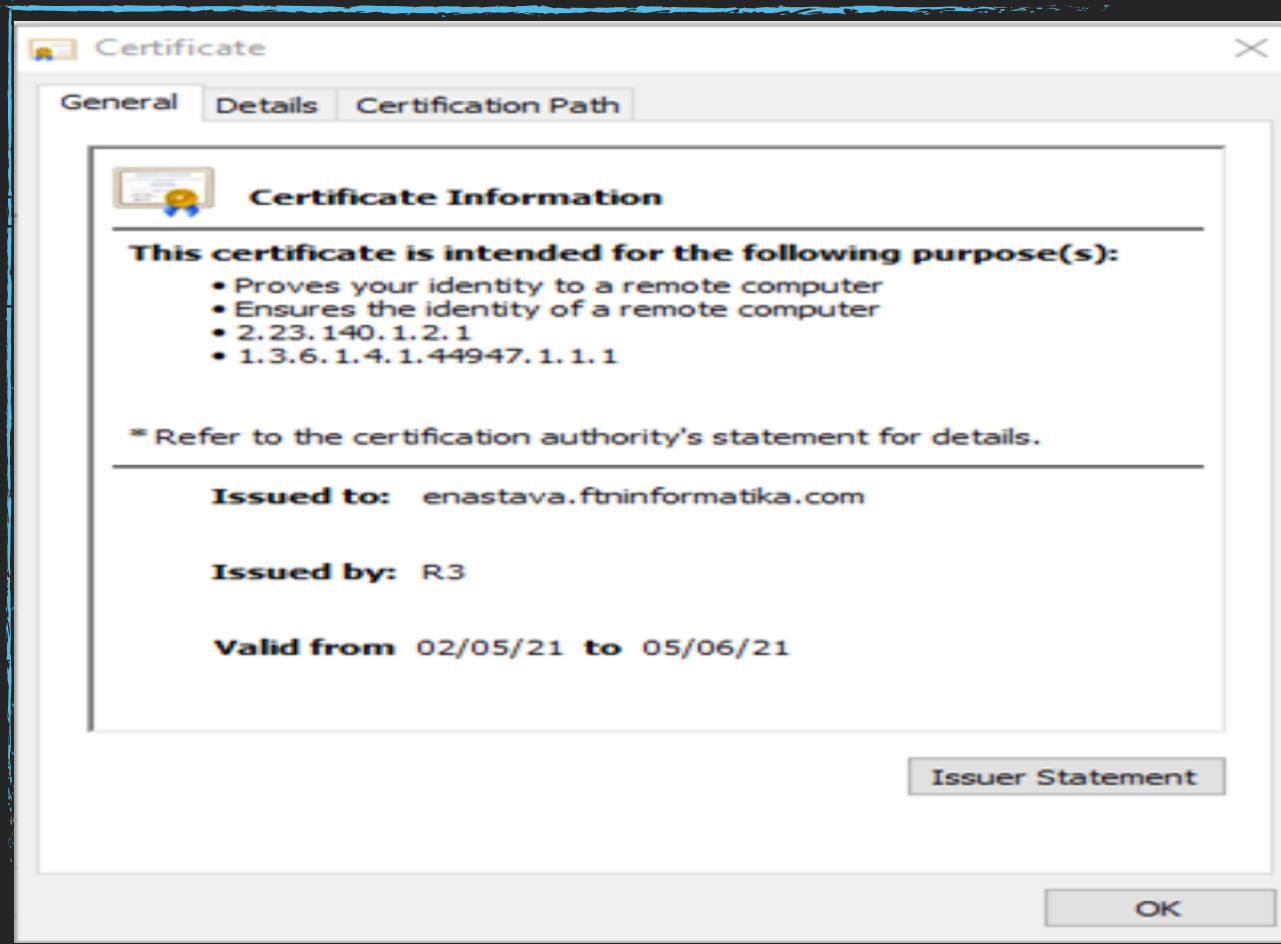 Certificate
General Details Certification Path
Certificate Information
This certificate is intended for the following purpose(s):
• Proves your identity to a remote computer
• Ensures the identity of a remote computer
• 2.23.140.1.2.1
• 1.3.6.1.4.1.44947.1.1.1
* Refer to the certification authority's statement for details.
Issued to: enastava.ftninformatika.com
Issued by: R3
Valid from 02/05/21 to 05/06/21
Issuer Statement
OK